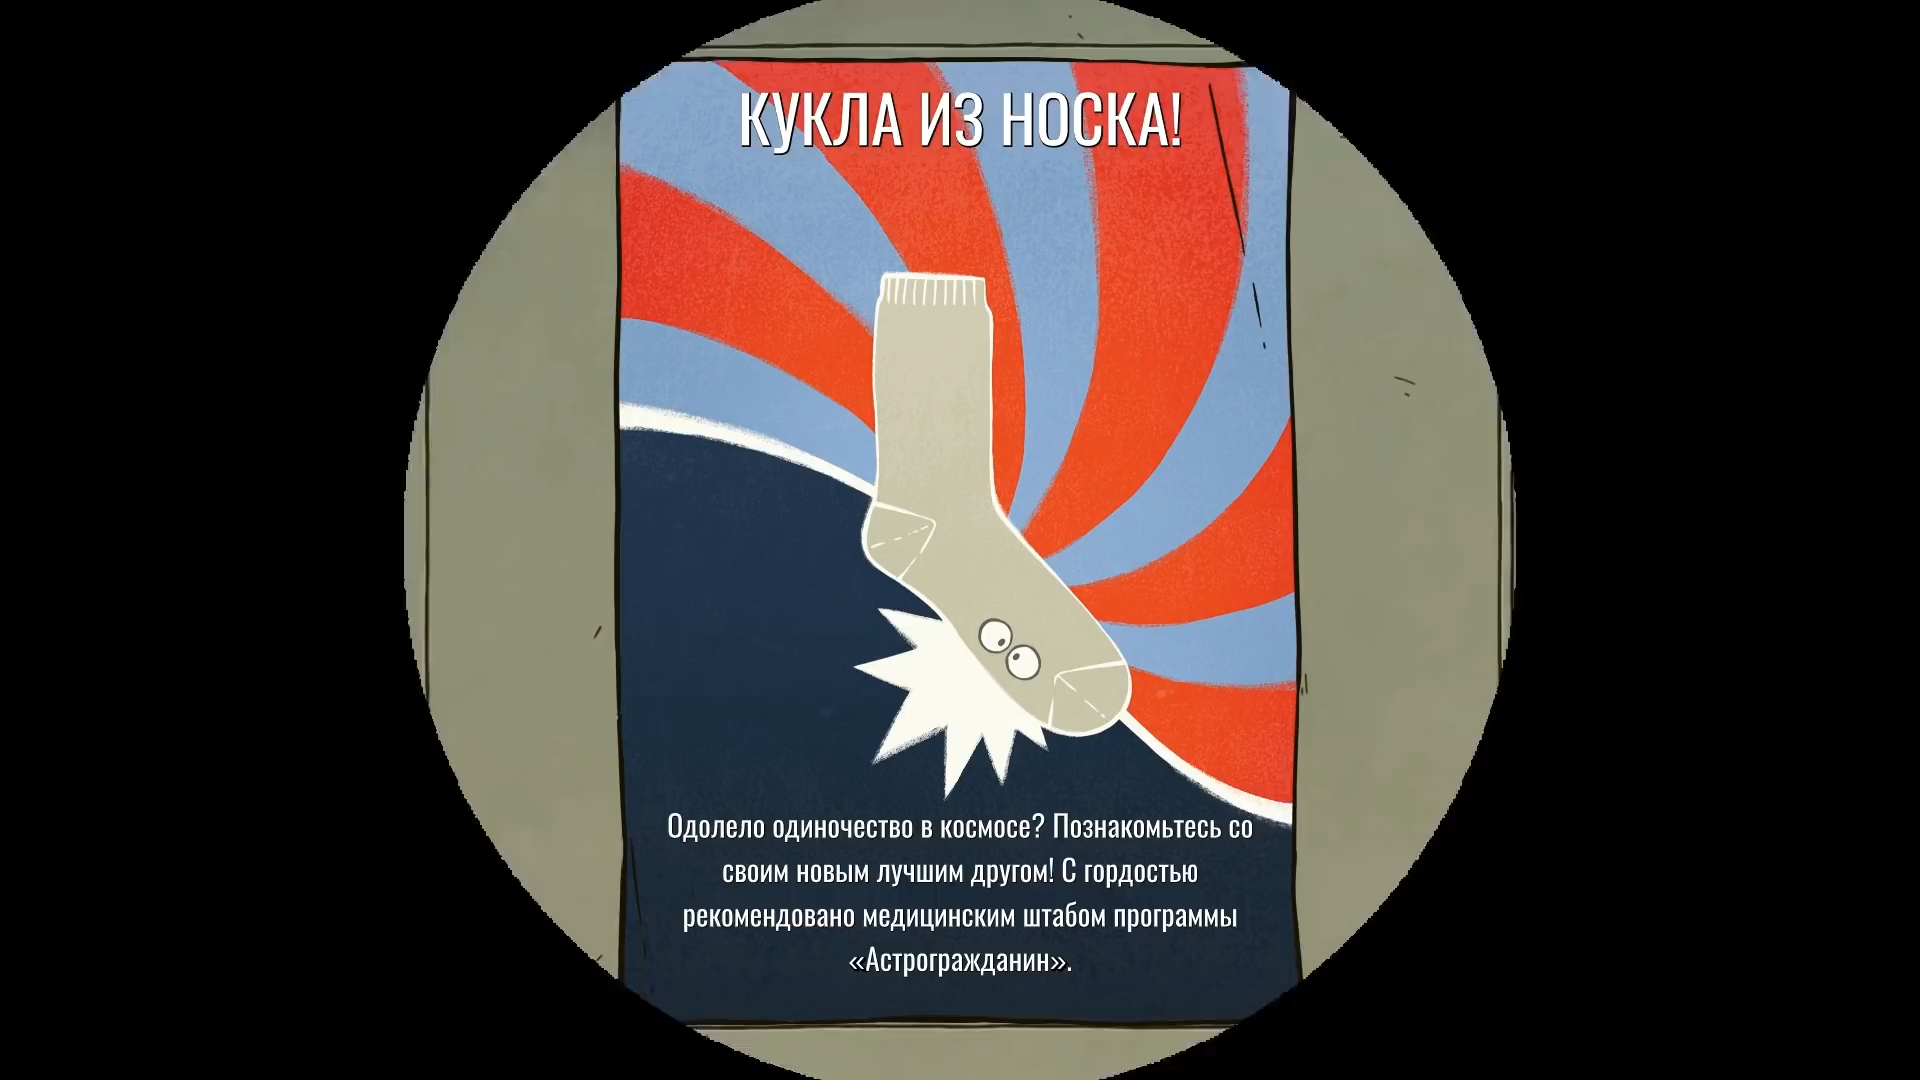 КУКЛА ИЗ НОСКА!
Одолело одиночество в космосе? Познакомьтесь со
своим новым лучшим другом! С гордостью
рекомендовано медицинским штабом программы
«Астрогражданин».